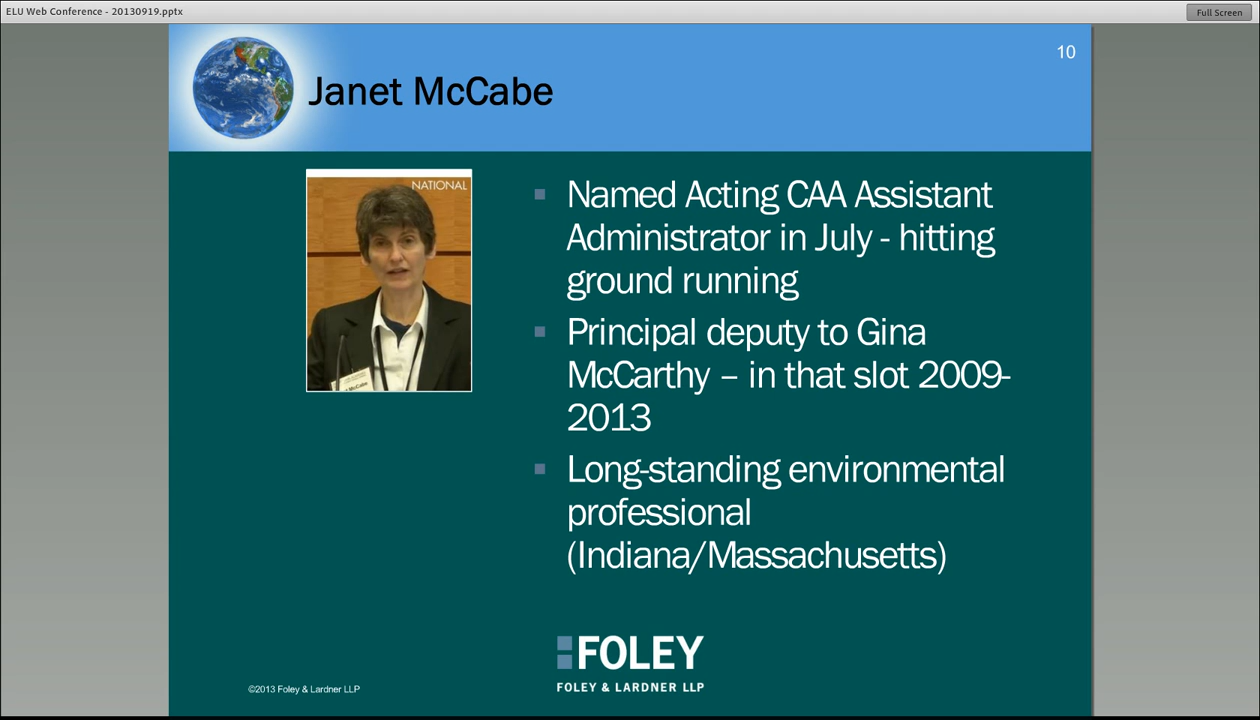 ELU Web Conference - 20130919.pptx
Full Screen
10
Janet McCabe
NATIONAL
McCabe
Named Acting CAA Assistant
Administrator in July - hitting
ground running
Principal deputy to Gina
McCarthy – in that slot 2009-
2013
Long-standing environmental
professional
(Indiana/Massachusetts)
FOLEY
FOLEY & LARDNER LLP
©2013 Foley & Lardner LLP